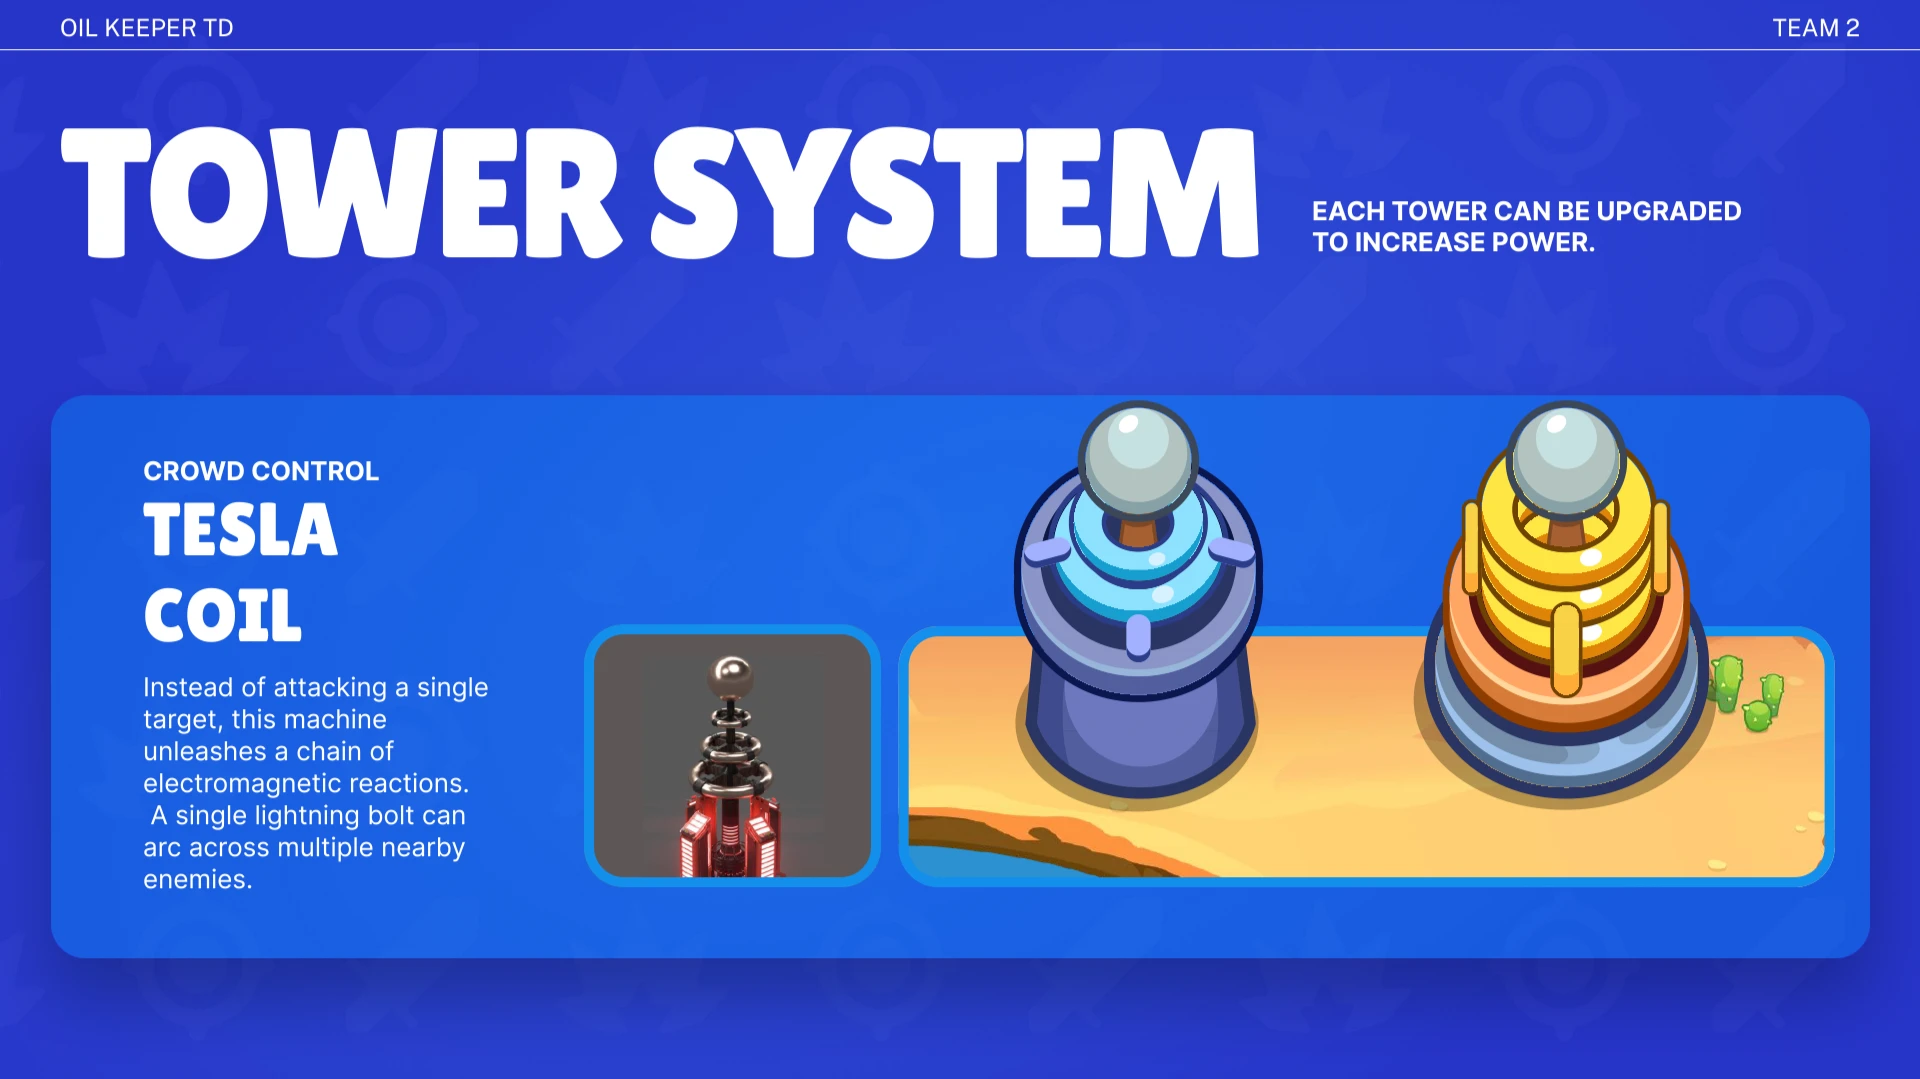 OIL KEEPER TD
TEAM 2
TOWER SYSTEM
EACH TOWER CAN BE UPGRADED
TO INCREASE POWER.
CROWD CONTROL
TESLA
COIL
Instead of attacking a single
target, this machine
unleashes a chain of
electromagnetic reactions.
A single lightning bolt can
arc across multiple nearby
enemies.